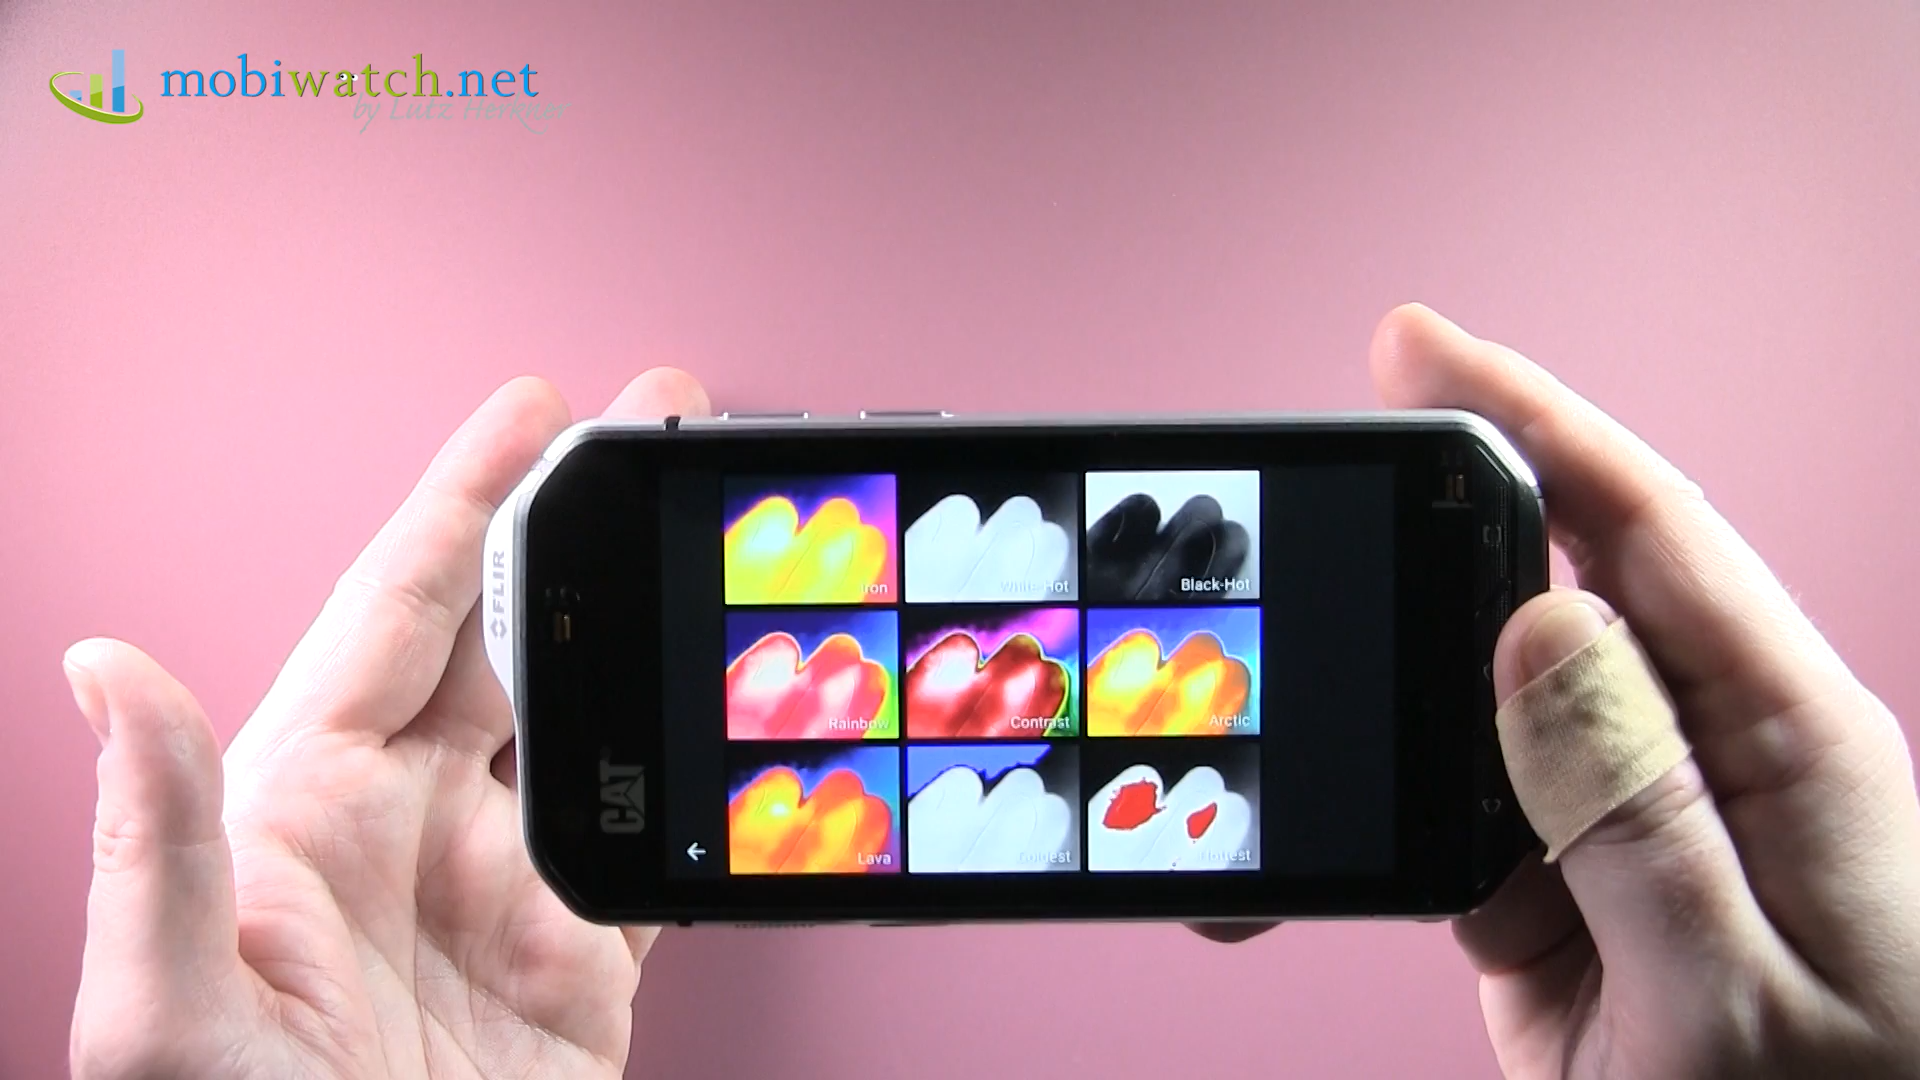 mobiwatch.net
by Lutz Herkner
FLIR
CAT
Iron
White-Hot
Black-Hot
Rainbow
Contrast
Arctic
Lava
Coldest
Hottest